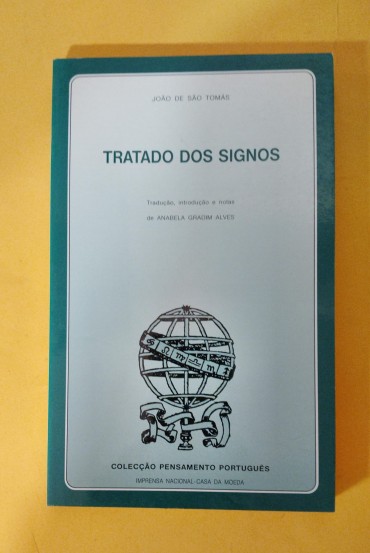 JOÃO DE SÃO TOMÁS
TRATADO DOS SIGNOS
Tradução, introdução e notas
de ANABELA GRADIM ALVES
COLECÇÃO PENSAMENTO PORTUGUÊS
IMPRENSA NACIONAL-CASA DA MOEDA